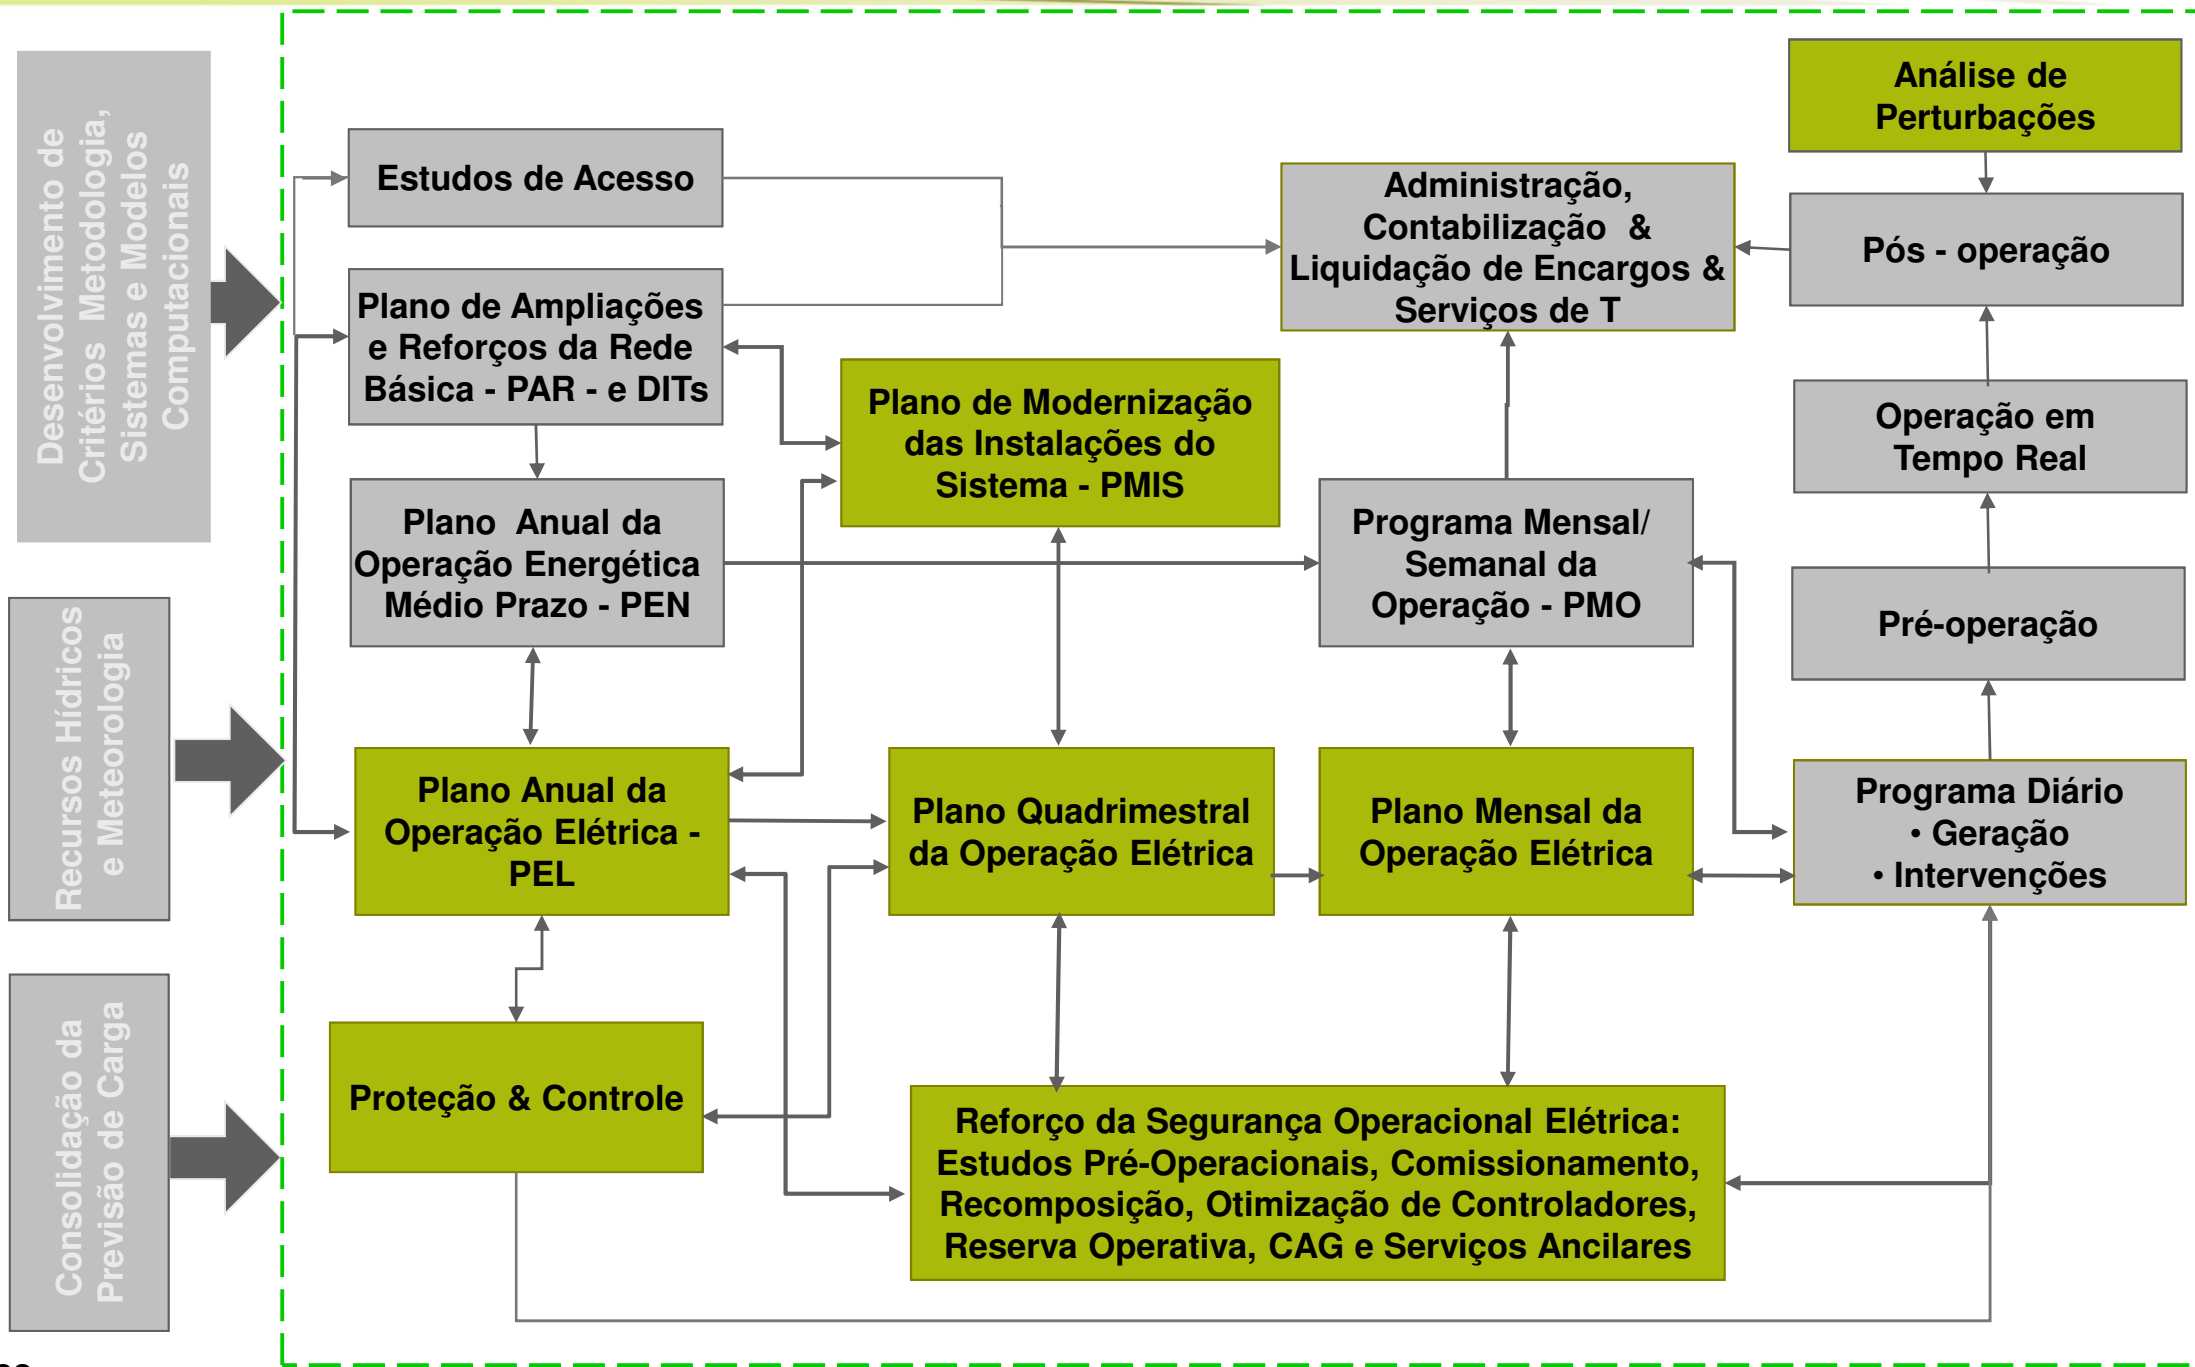 Desenvolvimento de
Critérios Metodologia,
Sistemas e Modelos
Computacionais
Recursos Hídricos
e Meteorologia
Consolidação da
Previsão de Carga
Estudos de Acesso
Plano de Ampliações
e Reforços da Rede
Básica - PAR - e DITs
Plano Anual da
Operação Energética
Médio Prazo - PEN
Plano Anual da
Operação Elétrica -
PEL
Proteção & Controle
Plano de Modernização
das Instalações do
Sistema - PMIS
Plano Quadrimestral
da Operação Elétrica
Administração,
Contabilização &
Liquidação de Encargos &
Serviços de T
Programa Mensal/
Semanal da
Operação - PMO
Plano Mensal da
Operação Elétrica
Reforço da Segurança Operacional Elétrica:
Estudos Pré-Operacionais, Comissionamento,
Recomposição, Otimização de Controladores,
Reserva Operativa, CAG e Serviços Ancilares
Análise de
Perturbações
Pós - operação
Operação em
Tempo Real
Pré-operação
Programa Diário
• Geração
• Intervenções